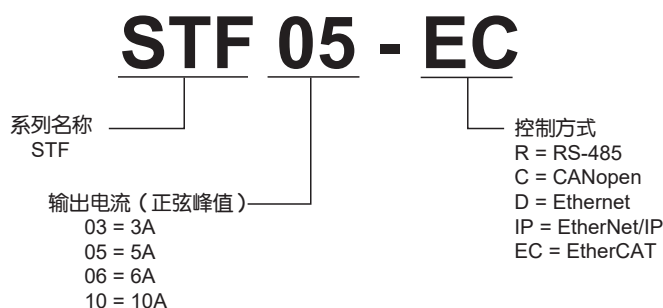 STF 05 - EC
系列名称
STF
输出电流（正弦峰值）
03 = 3A
05 = 5A
06 = 6A
10 = 10A
控制方式
R = RS-485
C = CANopen
D = Ethernet
IP = EtherNet/IP
EC = EtherCAT